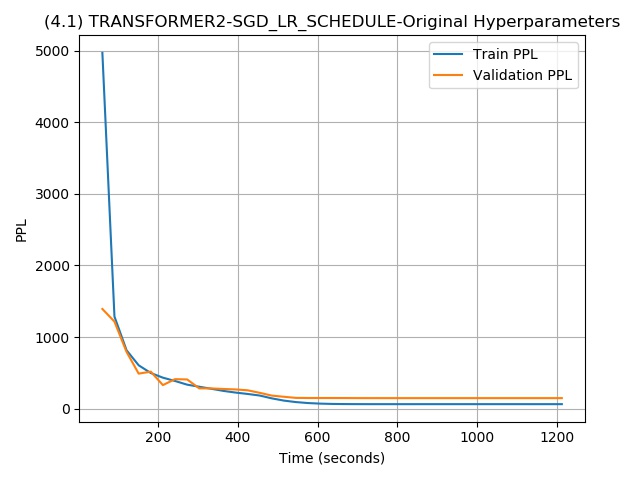 (4.1) TRANSFORMER2-SGD_LR_SCHEDULE-Original Hyperparameters
Train PPL
Validation PPL
5000
4000
3000
2000
1000
0
PPL
200
400
600
800
1000
1200
Time (seconds)